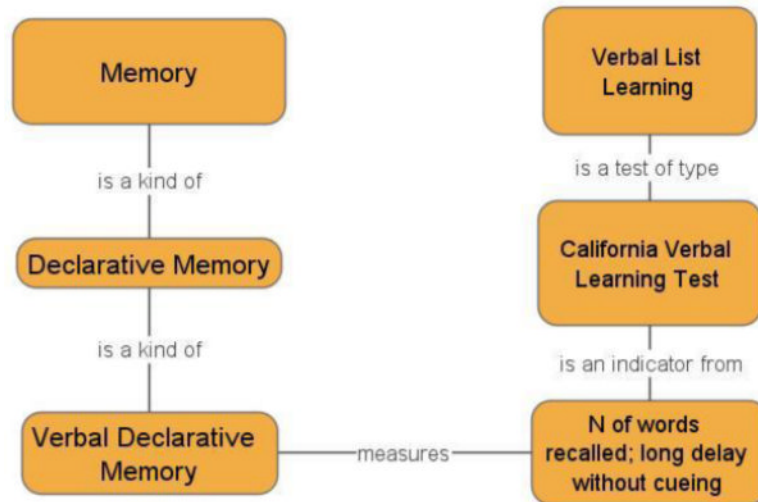 Memory
is a kind of
Declarative Memory
is a kind of
Verbal Declarative
Memory
measures
Verbal List
Learning
is a test of type
California Verbal
Learning Test
is an indicator from
N of words
recalled; long delay
without cueing